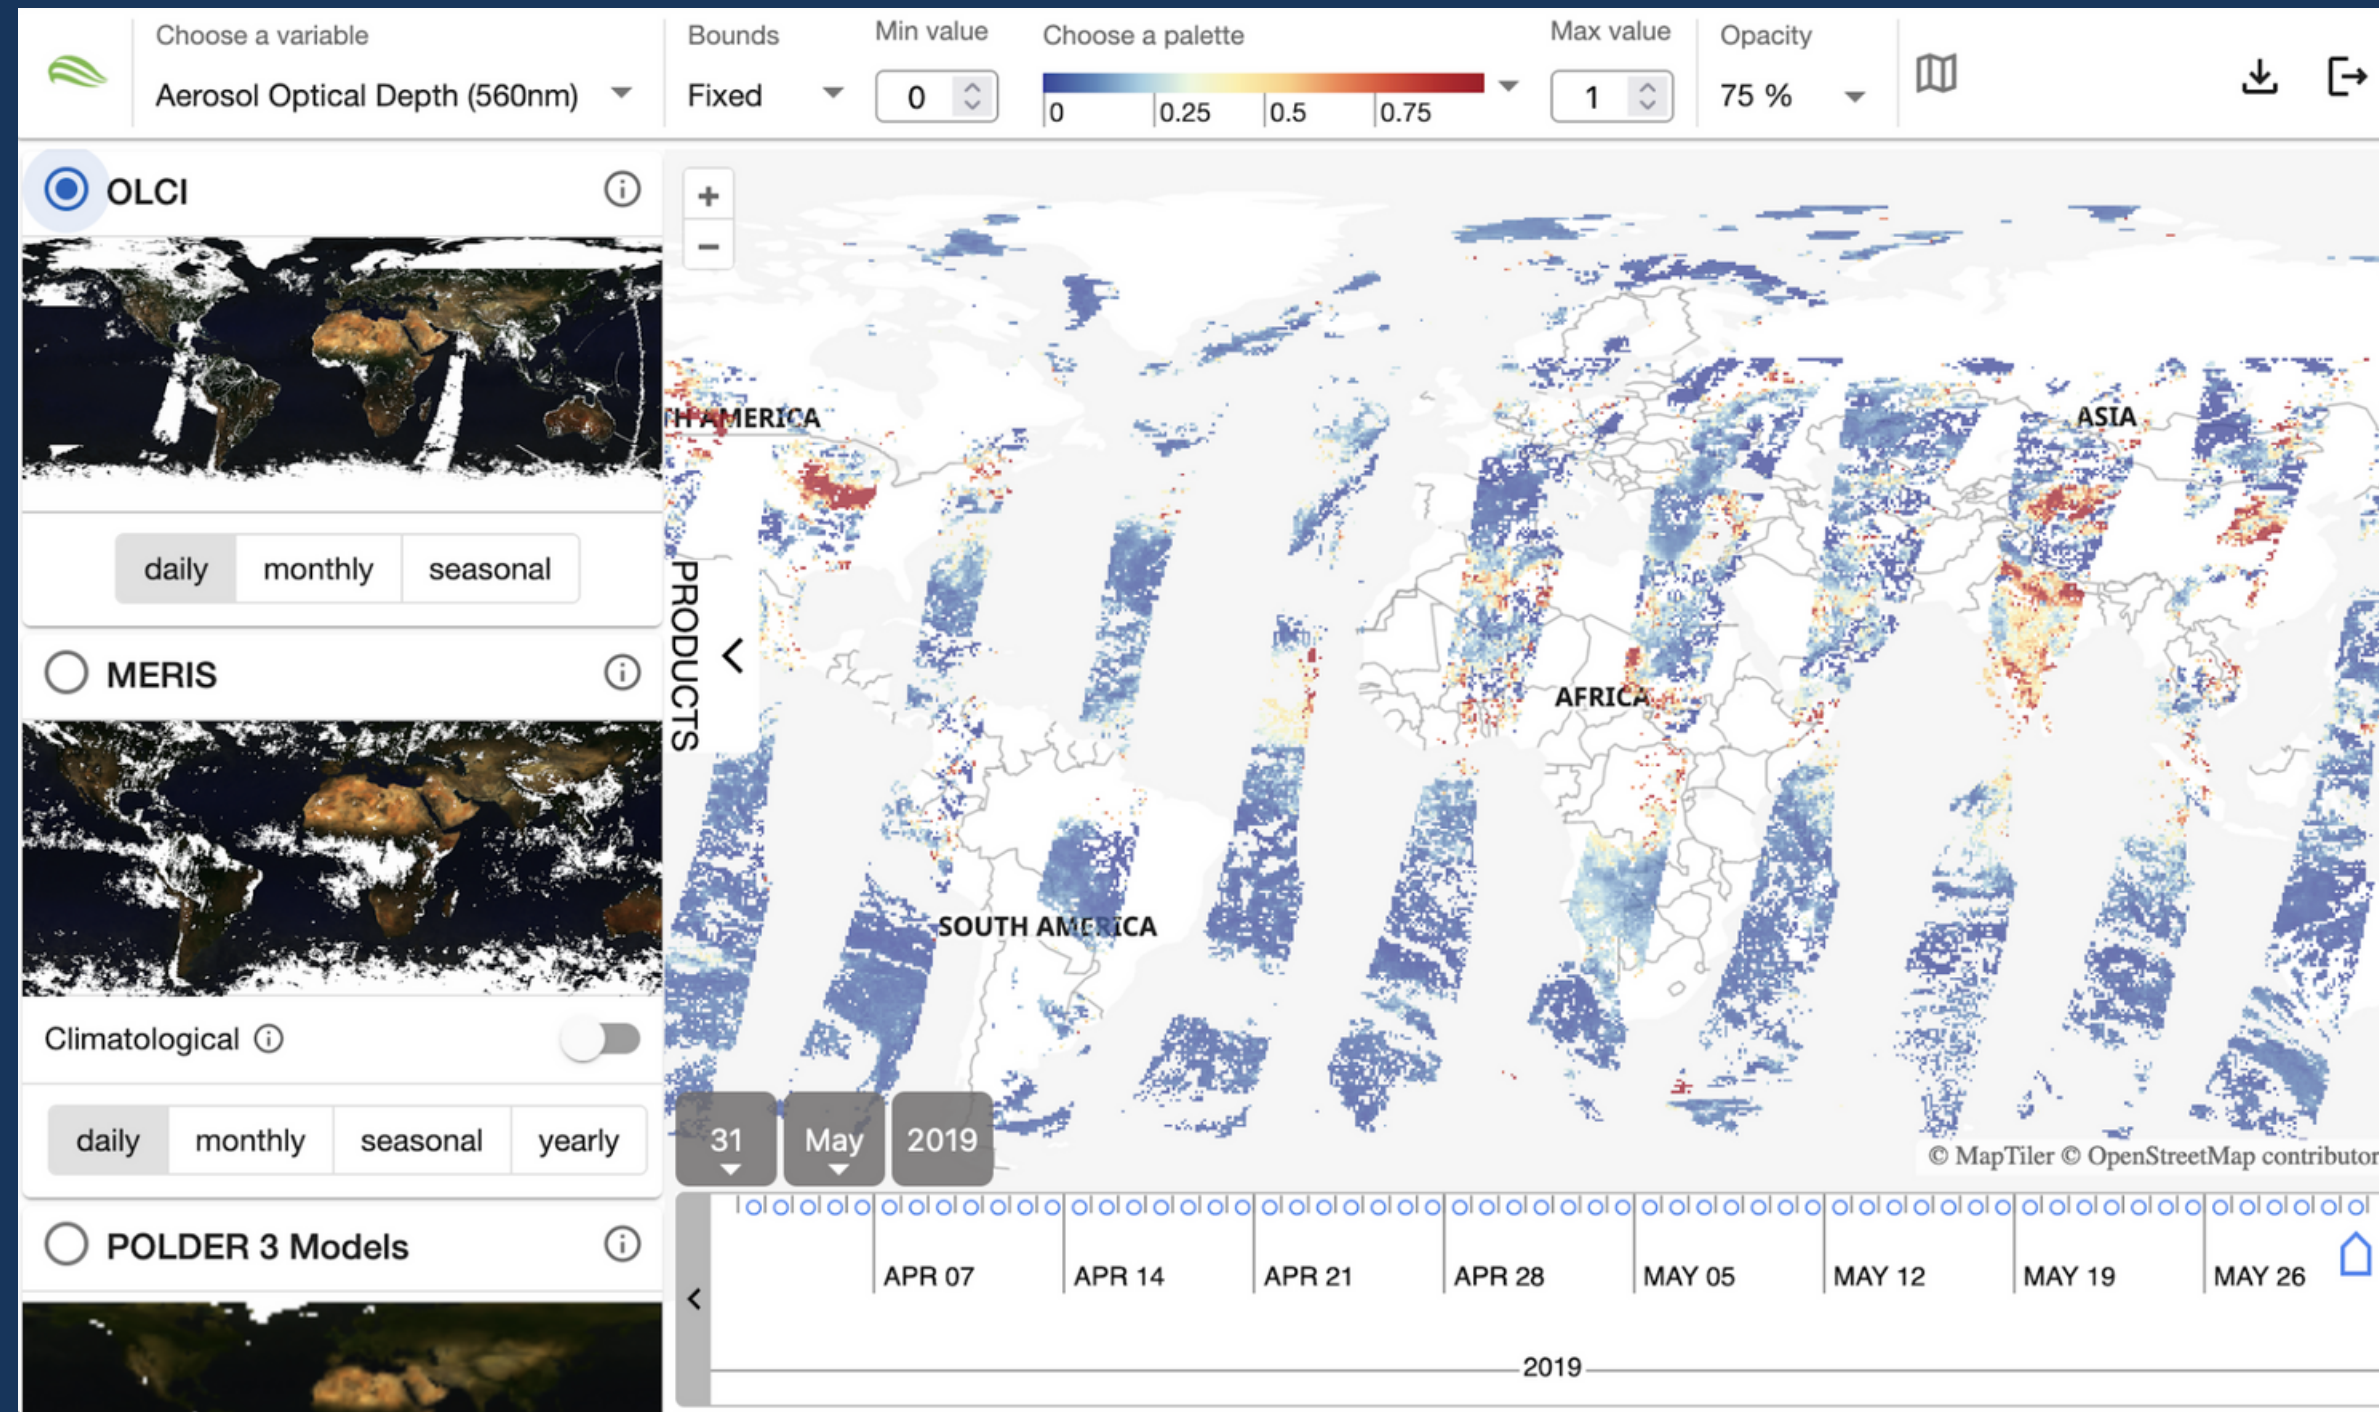 Choose a variable
Aerosol Optical Depth (560nm)
Bounds
Fixed
Min value
0
Choose a palette
0 0.25 0.5 0.75
Max value
1
Opacity
75 %
OLCI
daily monthly seasonal
MERIS
Climatological
daily monthly seasonal yearly
POLDER 3 Models
PRODUCTS
TH AMERICA
ASIA
AFRICA
SOUTH AMERICA
31 May 2019
© MapTiler © OpenStreetMap contributor
APR 07 APR 14 APR 21 APR 28 MAY 05 MAY 12 MAY 19 MAY 26
2019